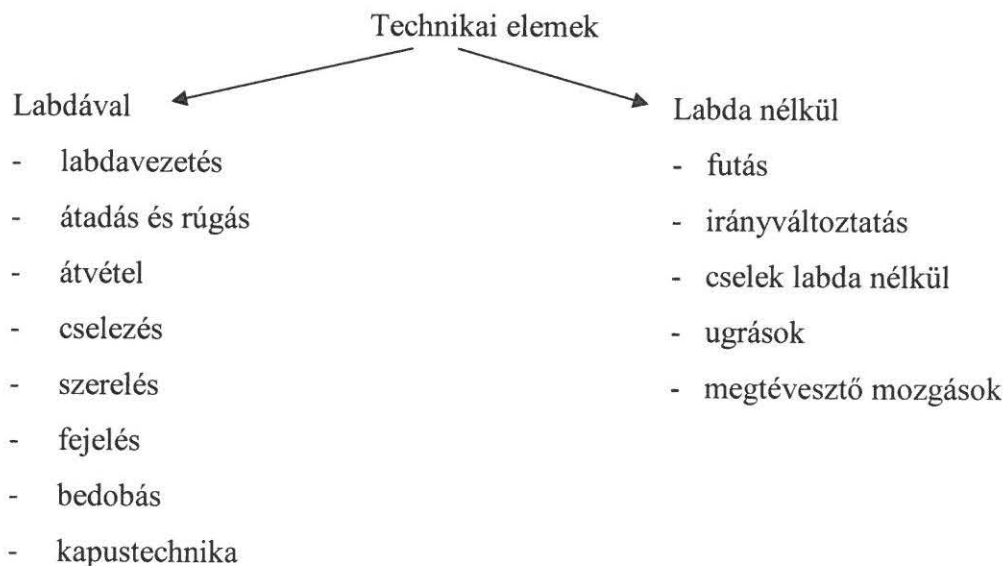 Technikai elemek
Labdával
- labdavezetés
- átadás és rúgás
- átvétel
- cselezés
- szerelés
- fejelés
- bedobás
- kapustechnika
Labda nélkül
- futás
- irányváltoztatás
- cselek labda nélkül
- ugrások
- megtévesztő mozgások